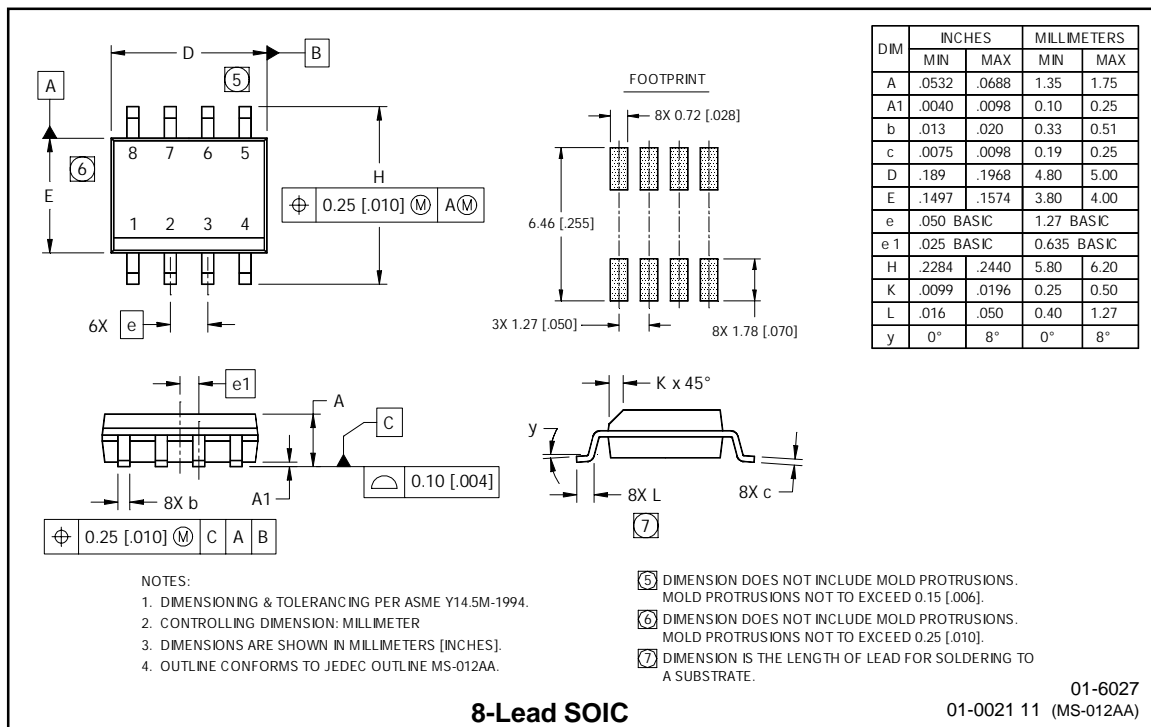 D
B
A
5
8 7 6 5
6
E
H
⌖ 0.25 [.010] Ⓜ A Ⓜ
1 2 3 4
6X e
FOOTPRINT
8X 0.72 [.028]
6.46 [.255]
3X 1.27 [.050]
8X 1.78 [.070]
DIM INCHES MILLIMETERS
MIN MAX MIN MAX
A .0532 .0688 1.35 1.75
A1 .0040 .0098 0.10 0.25
b .013 .020 0.33 0.51
c .0075 .0098 0.19 0.25
D .189 .1968 4.80 5.00
E .1497 .1574 3.80 4.00
e .050 BASIC 1.27 BASIC
e 1 .025 BASIC 0.635 BASIC
H .2284 .2440 5.80 6.20
K .0099 .0196 0.25 0.50
L .016 .050 0.40 1.27
y 0° 8° 0° 8°
e1
A
C
⌓ 0.10 [.004]
A1
8X b
⌖ 0.25 [.010] Ⓜ C A B
K x 45°
y
8X L
8X c
7
NOTES:
1. DIMENSIONING & TOLERANCING PER ASME Y14.5M-1994.
2. CONTROLLING DIMENSION: MILLIMETER
3. DIMENSIONS ARE SHOWN IN MILLIMETERS [INCHES].
4. OUTLINE CONFORMS TO JEDEC OUTLINE MS-012AA.
5 DIMENSION DOES NOT INCLUDE MOLD PROTRUSIONS.
MOLD PROTRUSIONS NOT TO EXCEED 0.15 [.006].
6 DIMENSION DOES NOT INCLUDE MOLD PROTRUSIONS.
MOLD PROTRUSIONS NOT TO EXCEED 0.25 [.010].
7 DIMENSION IS THE LENGTH OF LEAD FOR SOLDERING TO
A SUBSTRATE.
8-Lead SOIC
01-6027
01-0021 11 (MS-012AA)